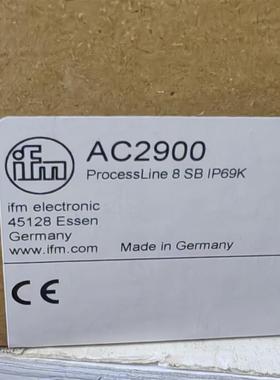 ifm
AC2900
ProcessLine 8 SB IP69K
ifm electronic
45128 Essen
Germany
www.ifm.com Made in Germany
CE